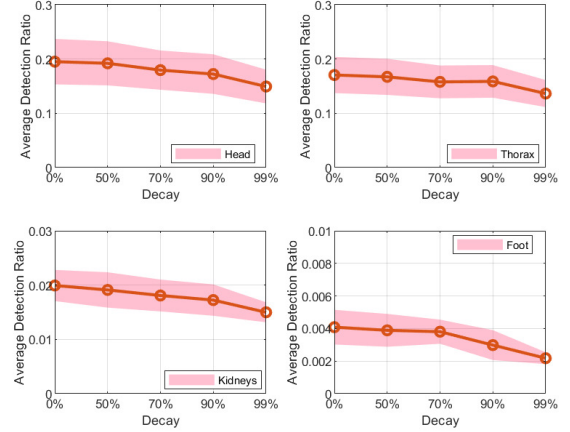 0.3
0.2
0.1
0
Average Detection Ratio
0% 50% 70% 90% 99%
Decay
Head
0.3
0.2
0.1
0
Average Detection Ratio
0% 50% 70% 90% 99%
Decay
Thorax
0.03
0.02
0.01
0
Average Detection Ratio
0% 50% 70% 90% 99%
Decay
Kidneys
0.01
0.008
0.006
0.004
0.002
0
Average Detection Ratio
0% 50% 70% 90% 99%
Decay
Foot